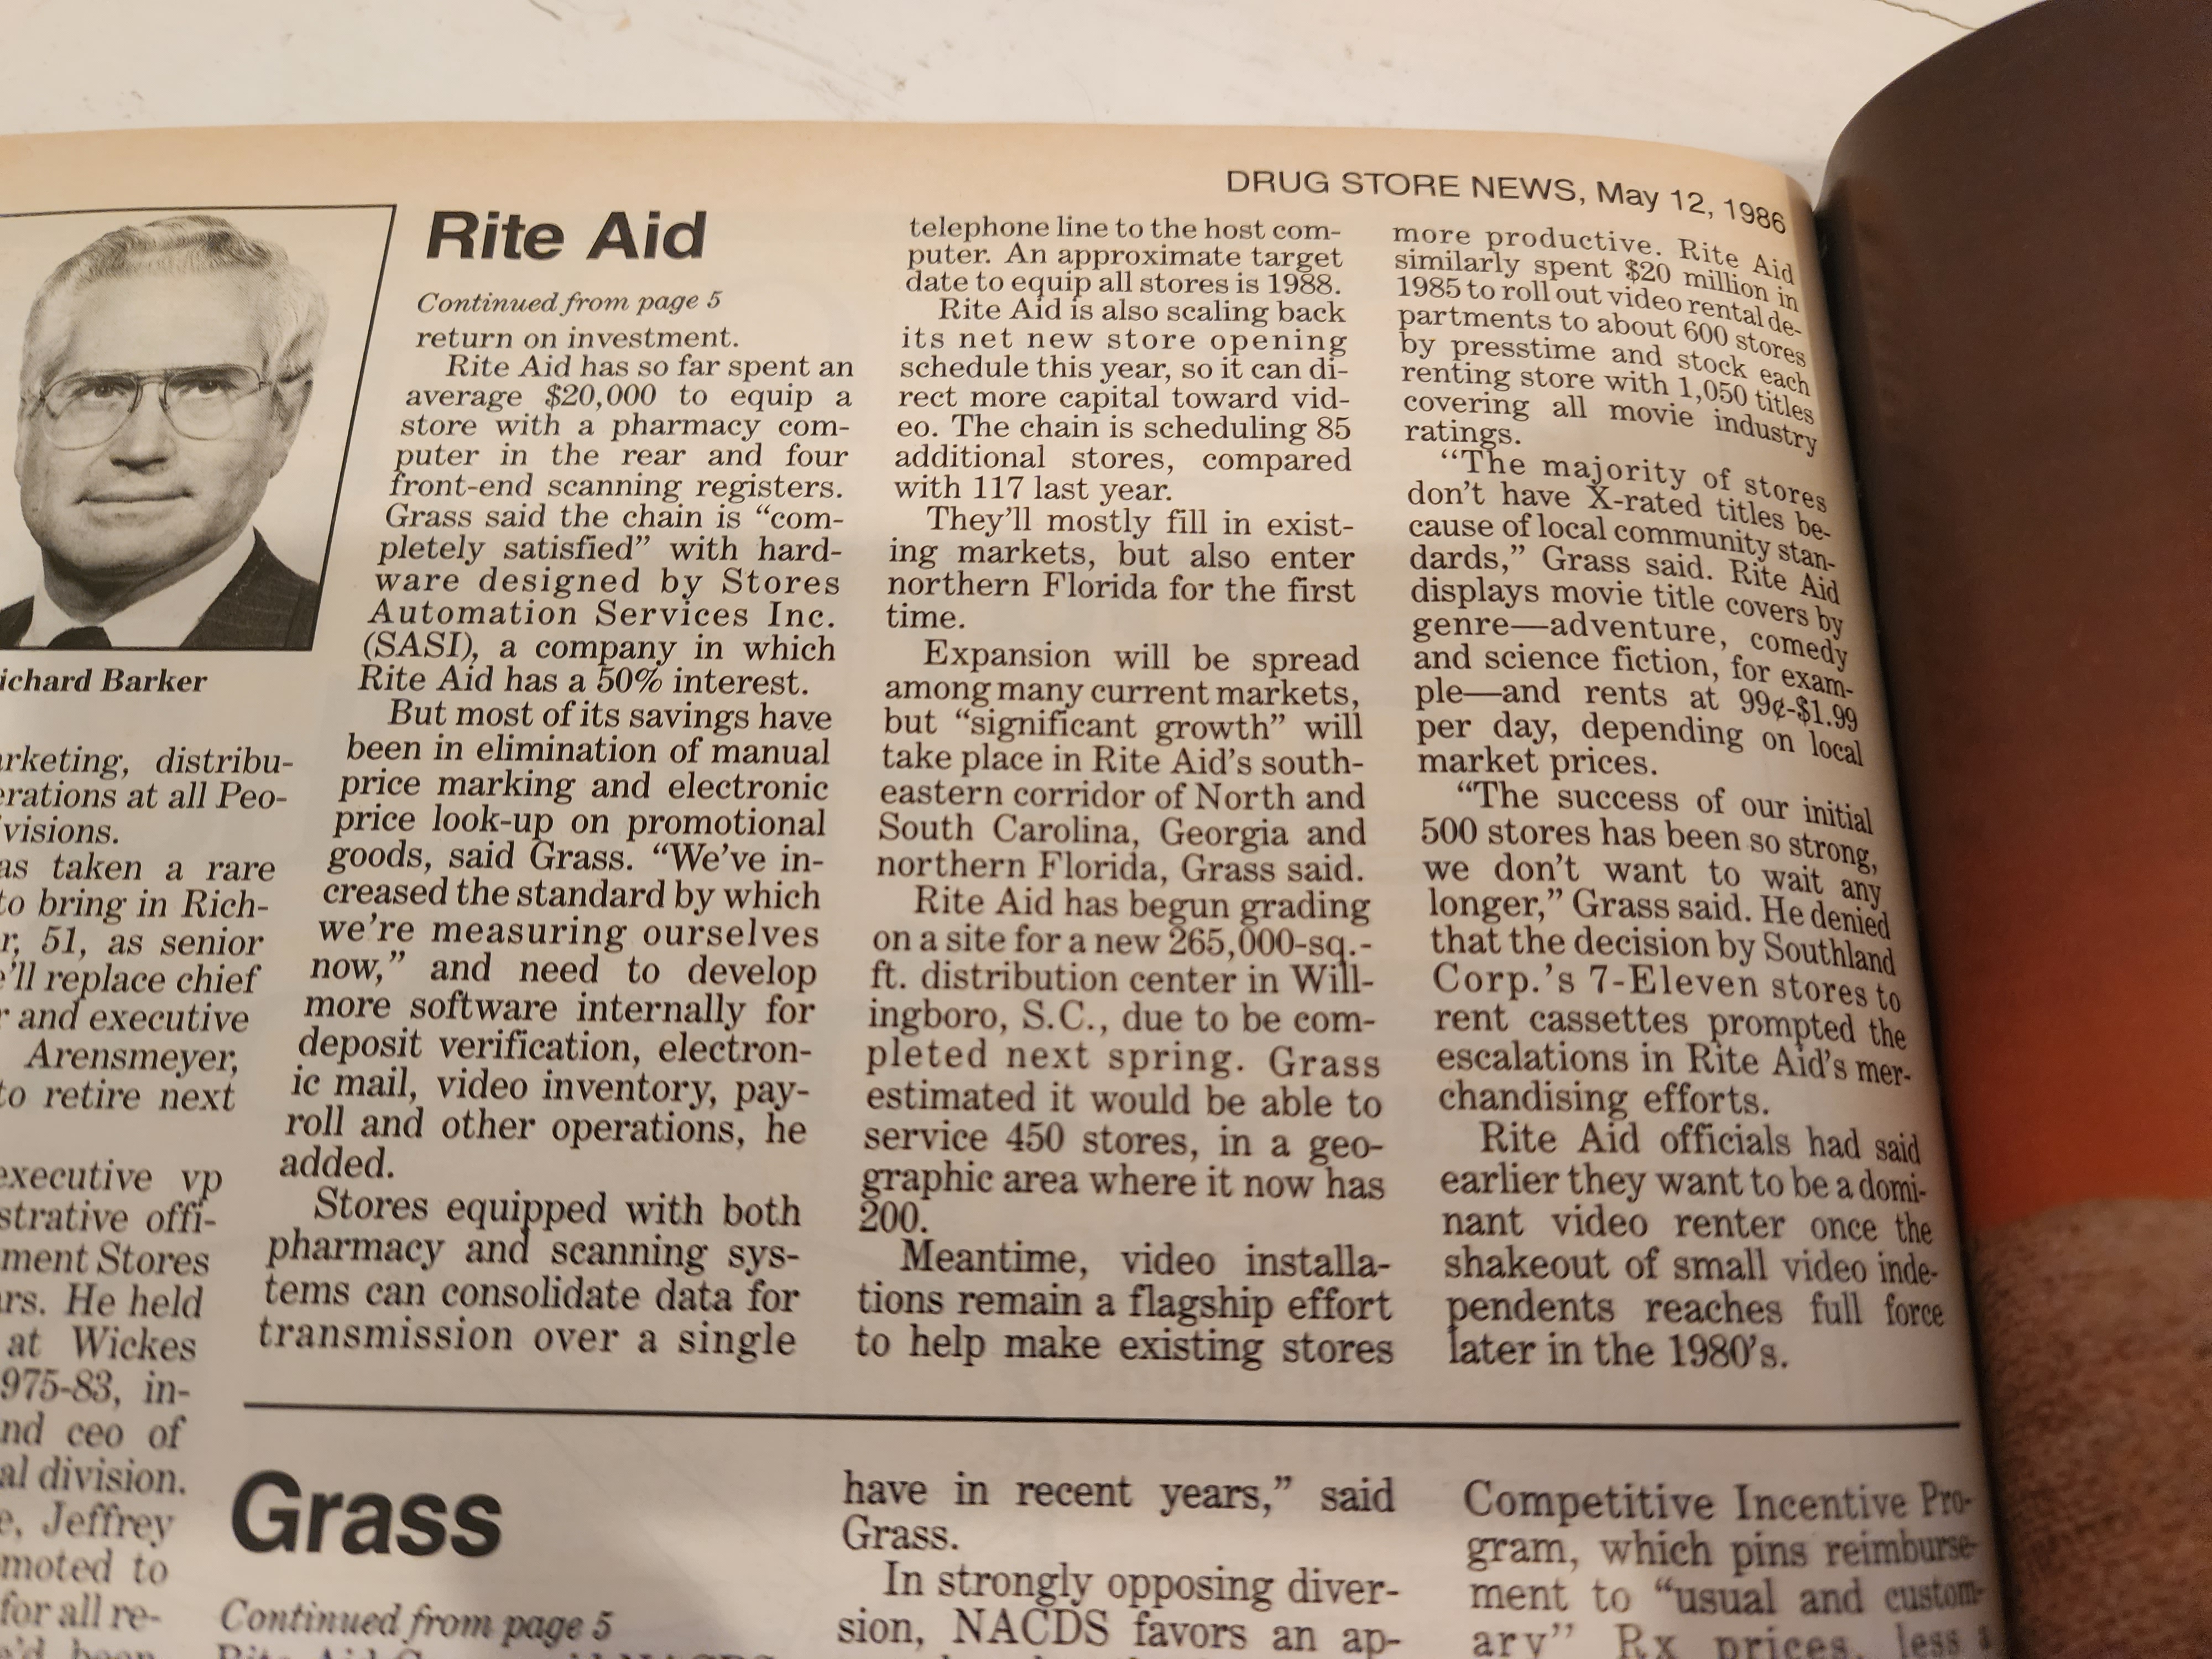 DRUG STORE NEWS, May 12, 1986
ichard Barker
arketing, distribu-
erations at all Peo-
visions.
as taken a rare
to bring in Rich-
r, 51, as senior
e'll replace chief
r and executive
Arensmeyer,
to retire next
executive vp
strative offi-
ment Stores
ars. He held
at Wickes
975-83, in-
nd ceo of
al division.
e, Jeffrey
moted to
for all re-
e'd been
Rite Aid
Continued from page 5
return on investment.
Rite Aid has so far spent an
average $20,000 to equip a
store with a pharmacy com-
puter in the rear and four
front-end scanning registers.
Grass said the chain is “com-
pletely satisfied” with hard-
ware designed by Stores
Automation Services Inc.
(SASI), a company in which
Rite Aid has a 50% interest.
But most of its savings have
been in elimination of manual
price marking and electronic
price look-up on promotional
goods, said Grass. “We've in-
creased the standard by which
we're measuring ourselves
now,” and need to develop
more software internally for
deposit verification, electron-
ic mail, video inventory, pay-
roll and other operations, he
added.
Stores equipped with both
pharmacy and scanning sys-
tems can consolidate data for
transmission over a single
telephone line to the host com-
puter. An approximate target
date to equip all stores is 1988.
Rite Aid is also scaling back
its net new store opening
schedule this year, so it can di-
rect more capital toward vid-
eo. The chain is scheduling 85
additional stores, compared
with 117 last year.
They'll mostly fill in exist-
ing markets, but also enter
northern Florida for the first
time.
Expansion will be spread
among many current markets,
but “significant growth” will
take place in Rite Aid's south-
eastern corridor of North and
South Carolina, Georgia and
northern Florida, Grass said.
Rite Aid has begun grading
on a site for a new 265,000-sq.-
ft. distribution center in Will-
ingboro, S.C., due to be com-
pleted next spring. Grass
estimated it would be able to
service 450 stores, in a geo-
graphic area where it now has
200.
Meantime, video installa-
tions remain a flagship effort
to help make existing stores
more productive. Rite Aid
similarly spent $20 million in
1985 to roll out video rental de-
partments to about 600 stores
by presstime and stock each
renting store with 1,050 titles
covering all movie industry
ratings.
“The majority of stores
don't have X-rated titles be-
cause of local community stan-
dards,” Grass said. Rite Aid
displays movie title covers by
genre—adventure, comedy
and science fiction, for exam-
ple—and rents at 99¢-$1.99
per day, depending on local
market prices.
“The success of our initial
500 stores has been so strong,
we don't want to wait any
longer,” Grass said. He denied
that the decision by Southland
Corp.'s 7-Eleven stores to
rent cassettes prompted the
escalations in Rite Aid's mer-
chandising efforts.
Rite Aid officials had said
earlier they want to be a domi-
nant video renter once the
shakeout of small video inde-
pendents reaches full force
later in the 1980's.
Grass
Continued from page 5
have in recent years,” said
Grass.
In strongly opposing diver-
sion, NACDS favors an ap-
Competitive Incentive Pro-
gram, which pins reimburse-
ment to “usual and custom-
ary” Rx prices, less a